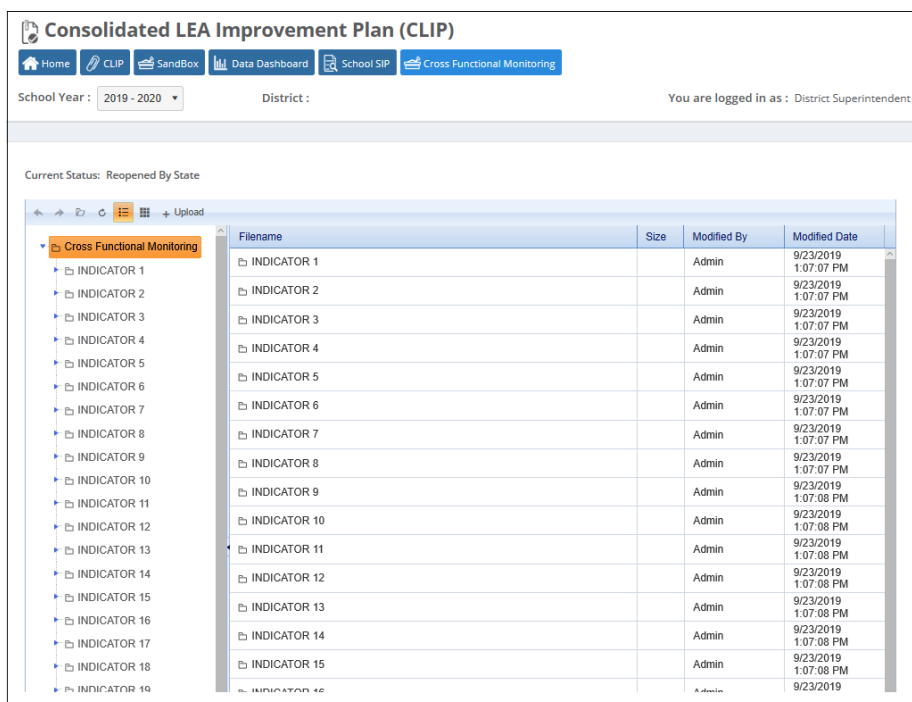 Consolidated LEA Improvement Plan (CLIP)
Home CLIP SandBox Data Dashboard School SIP Cross Functional Monitoring
School Year : 2019 - 2020 District : You are logged in as : District Superintendent
Current Status: Reopened By State
Upload
Cross Functional Monitoring
INDICATOR 1
INDICATOR 2
INDICATOR 3
INDICATOR 4
INDICATOR 5
INDICATOR 6
INDICATOR 7
INDICATOR 8
INDICATOR 9
INDICATOR 10
INDICATOR 11
INDICATOR 12
INDICATOR 13
INDICATOR 14
INDICATOR 15
INDICATOR 16
INDICATOR 17
INDICATOR 18
INDICATOR 19
Filename Size Modified By Modified Date
INDICATOR 1 Admin 9/23/2019
1:07:07 PM
INDICATOR 2 Admin 9/23/2019
1:07:07 PM
INDICATOR 3 Admin 9/23/2019
1:07:07 PM
INDICATOR 4 Admin 9/23/2019
1:07:07 PM
INDICATOR 5 Admin 9/23/2019
1:07:07 PM
INDICATOR 6 Admin 9/23/2019
1:07:07 PM
INDICATOR 7 Admin 9/23/2019
1:07:07 PM
INDICATOR 8 Admin 9/23/2019
1:07:07 PM
INDICATOR 9 Admin 9/23/2019
1:07:08 PM
INDICATOR 10 Admin 9/23/2019
1:07:08 PM
INDICATOR 11 Admin 9/23/2019
1:07:08 PM
INDICATOR 12 Admin 9/23/2019
1:07:08 PM
INDICATOR 13 Admin 9/23/2019
1:07:08 PM
INDICATOR 14 Admin 9/23/2019
1:07:08 PM
INDICATOR 15 Admin 9/23/2019
1:07:08 PM
INDICATOR 16 Admin 9/23/2019